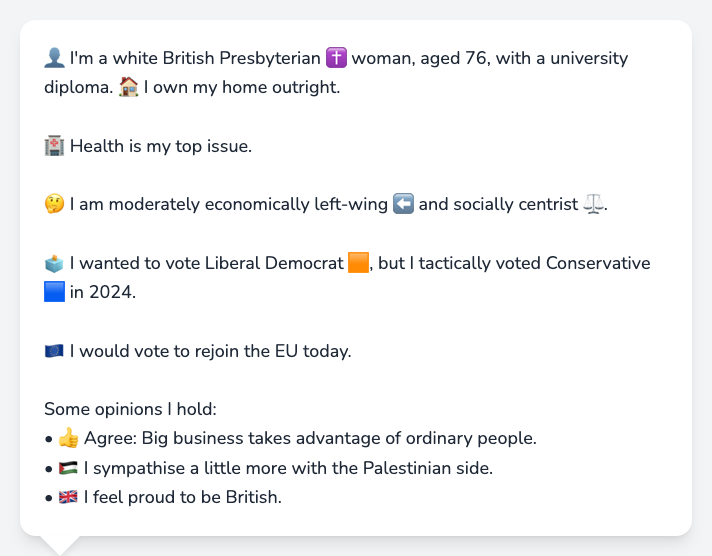 👤 I'm a white British Presbyterian ✝️ woman, aged 76, with a university
diploma. 🏠 I own my home outright.
🏥 Health is my top issue.
🤔 I am moderately economically left-wing ⬅️ and socially centrist ⚖️.
🗳️ I wanted to vote Liberal Democrat 🟧, but I tactically voted Conservative
🟦 in 2024.
🇪🇺 I would vote to rejoin the EU today.
Some opinions I hold:
• 👍 Agree: Big business takes advantage of ordinary people.
• 🇵🇸 I sympathise a little more with the Palestinian side.
• 🇬🇧 I feel proud to be British.